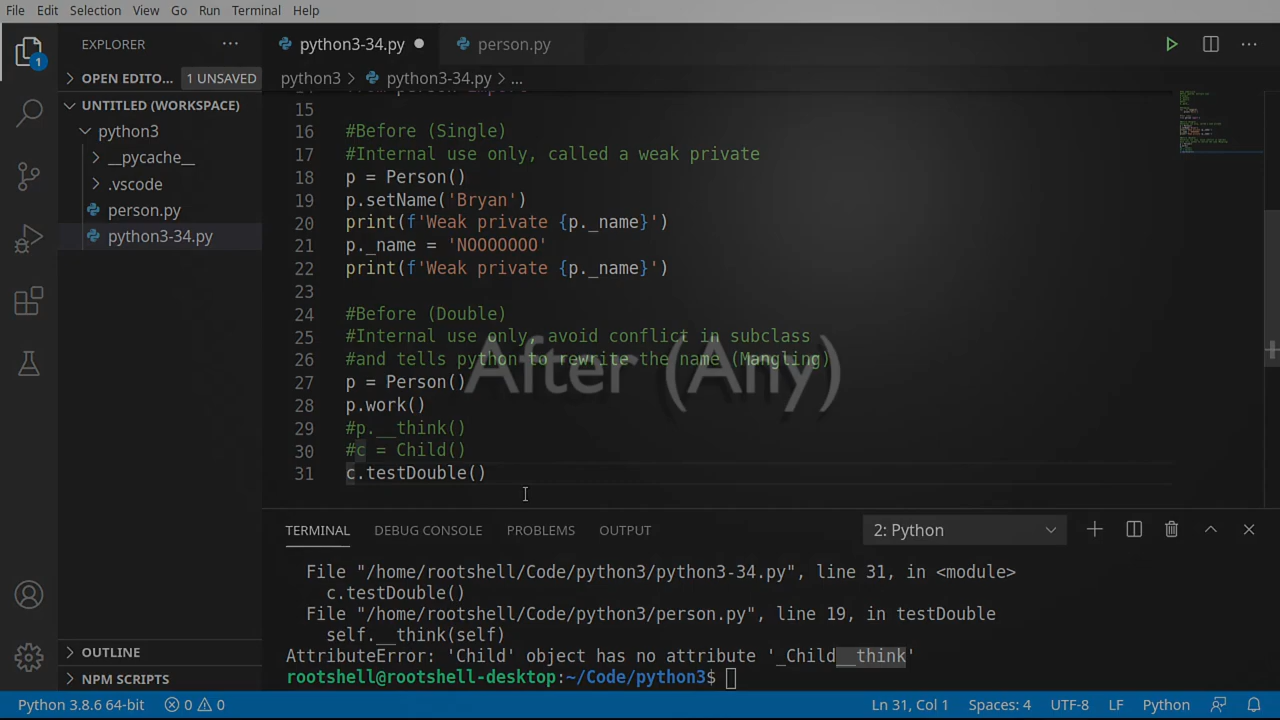 File Edit Selection View Go Run Terminal Help
EXPLORER
python3-34.py
person.py
1
OPEN EDITO... 1 UNSAVED
python3 > python3-34.py > ...
UNTITLED (WORKSPACE)
python3
__pycache__
.vscode
person.py
python3-34.py
15
16 #Before (Single)
17 #Internal use only, called a weak private
18 p = Person()
19 p.setName('Bryan')
20 print(f'Weak private {p._name}')
21 p._name = 'NOOOOOOO'
22 print(f'Weak private {p._name}')
23
24 #Before (Double)
25 #Internal use only, avoid conflict in subclass
26 #and tells python to rewrite the name (Mangling)
After (Any)
27 p = Person()
28 p.work()
29 #p.__think()
30 #c = Child()
31 c.testDouble()
TERMINAL DEBUG CONSOLE PROBLEMS OUTPUT 2: Python
File "/home/rootshell/Code/python3/python3-34.py", line 31, in <module>
c.testDouble()
File "/home/rootshell/Code/python3/person.py", line 19, in testDouble
self.__think(self)
AttributeError: 'Child' object has no attribute '_Child__think'
rootshell@rootshell-desktop:~/Code/python3$
OUTLINE
NPM SCRIPTS
Python 3.8.6 64-bit 0 0 Ln 31, Col 1 Spaces: 4 UTF-8 LF Python